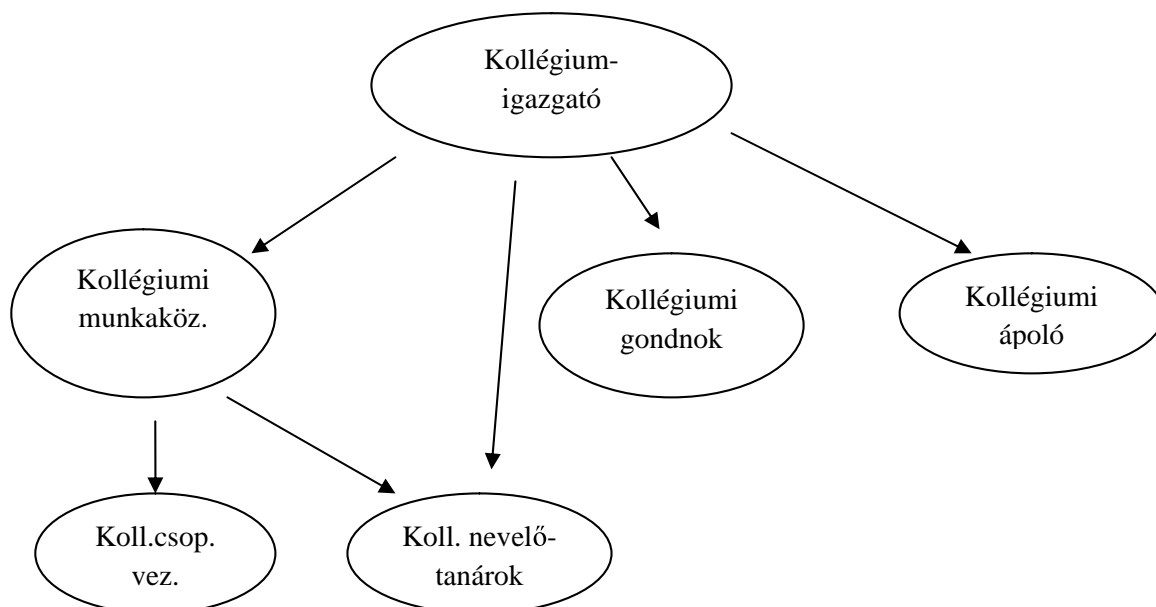 Kollégium-
igazgató
Kollégiumi
munkaköz.
Kollégiumi
gondnok
Kollégiumi
ápoló
Koll.csop.
vez.
Koll. nevelő-
tanárok